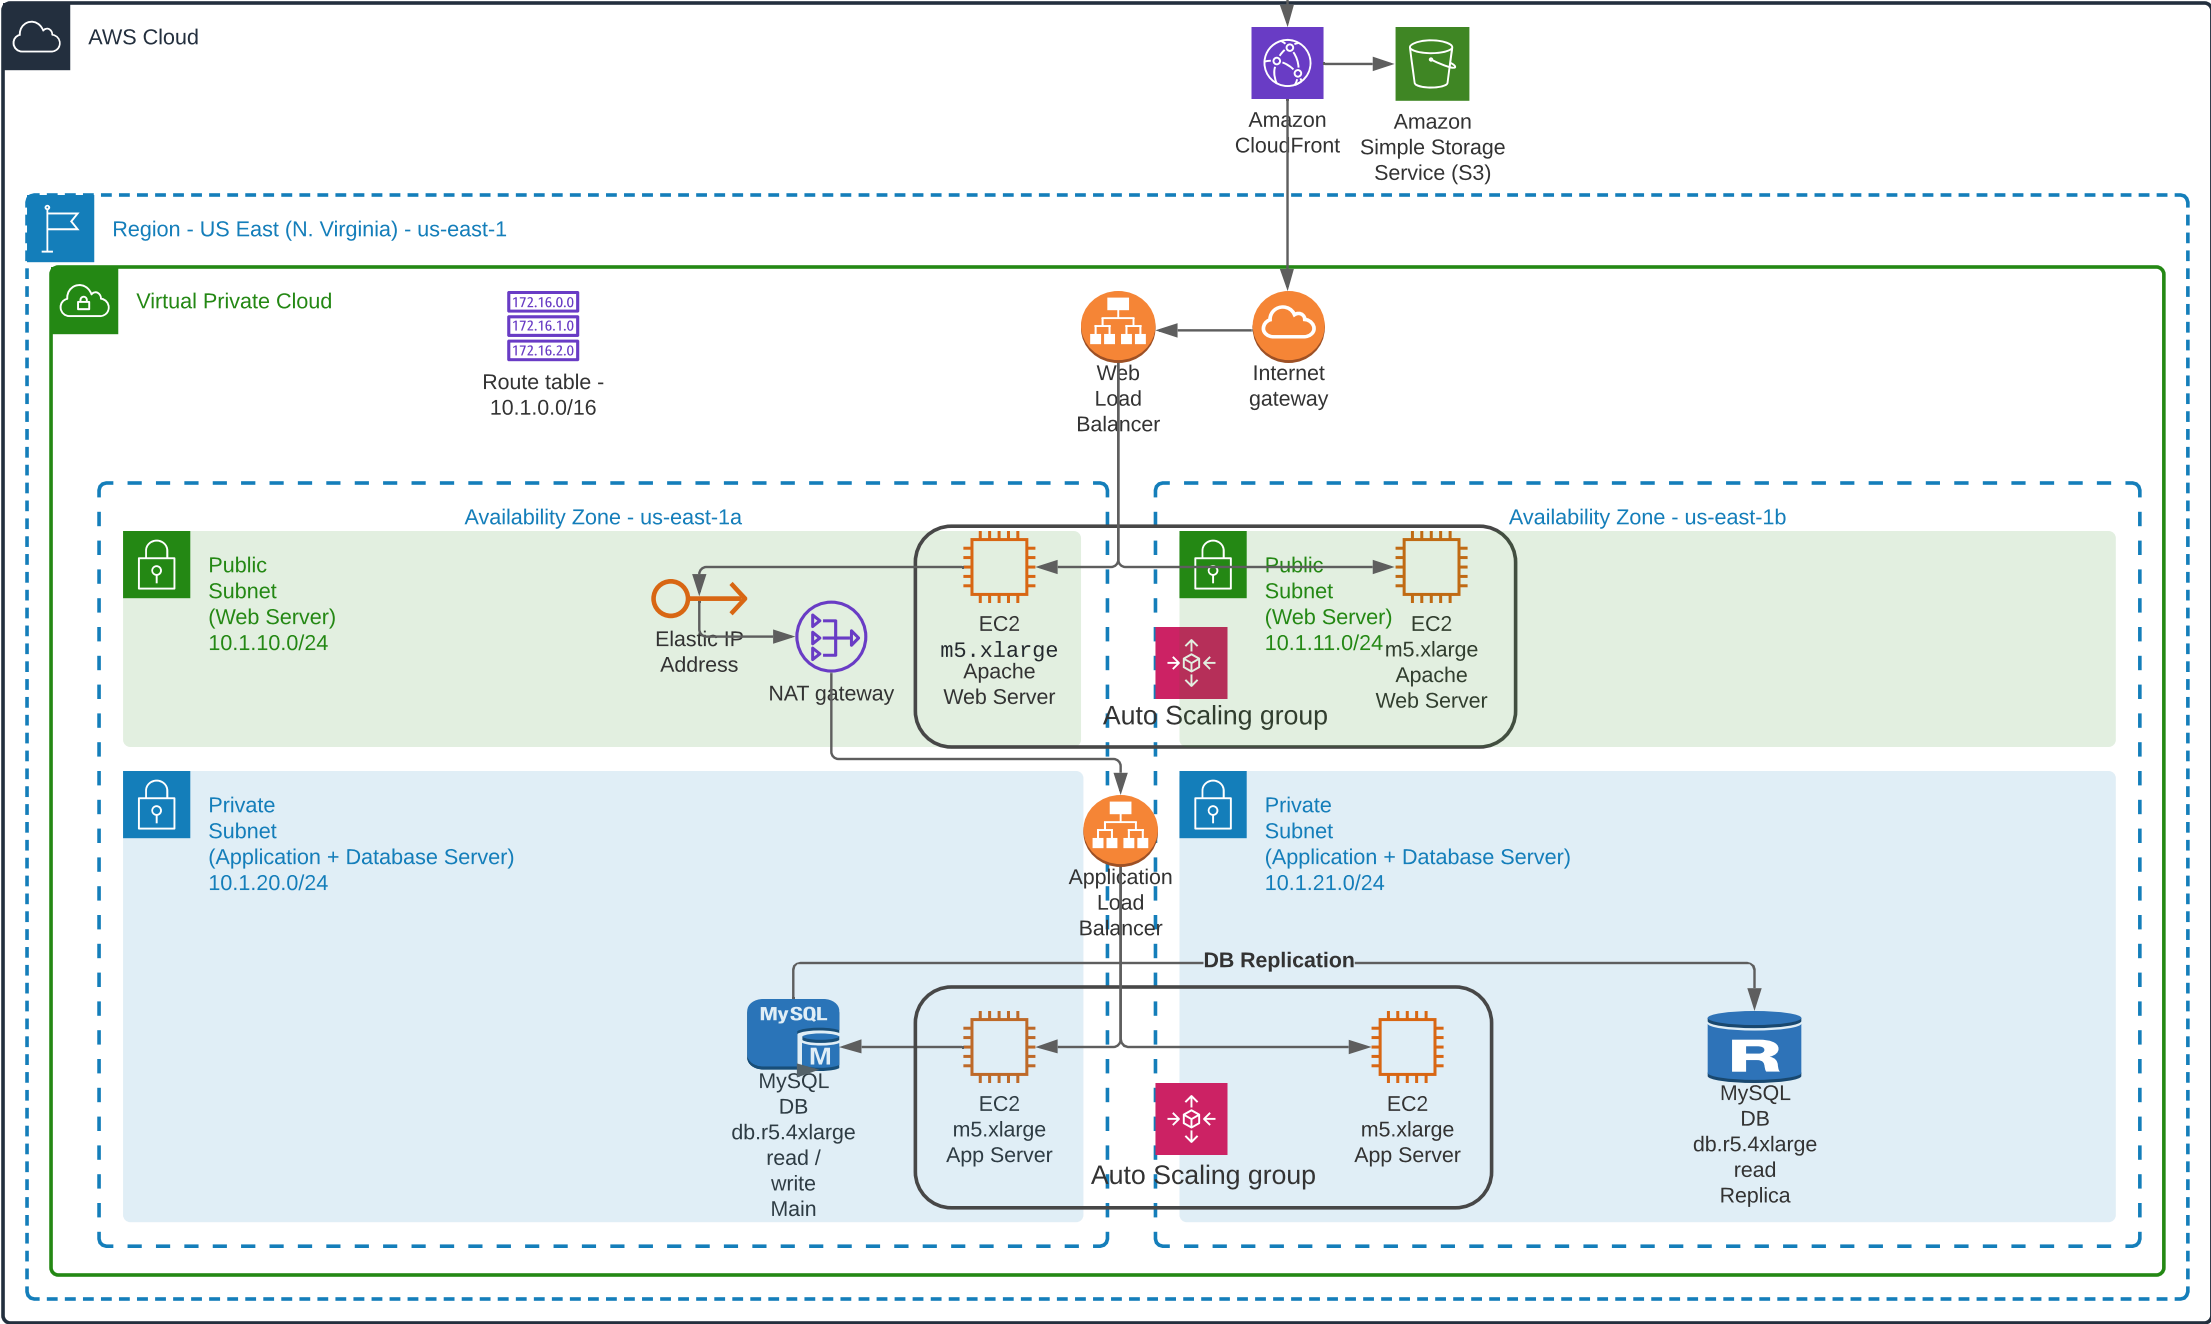 AWS Cloud
Amazon
CloudFront
Amazon
Simple Storage
Service (S3)
Region - US East (N. Virginia) - us-east-1
Virtual Private Cloud
172.16.0.0
172.16.1.0
172.16.2.0
Route table -
10.1.0.0/16
Web
Load
Balancer
Internet
gateway
Availability Zone - us-east-1a
Availability Zone - us-east-1b
Public
Subnet
(Web Server)
10.1.10.0/24
Elastic IP
Address
NAT gateway
EC2
m5.xlarge
Apache
Web Server
Public
Subnet
(Web Server)
10.1.11.0/24
EC2
m5.xlarge
Apache
Web Server
Auto Scaling group
Private
Subnet
(Application + Database Server)
10.1.20.0/24
Application
Load
Balancer
Private
Subnet
(Application + Database Server)
10.1.21.0/24
DB Replication
MySQL
M
MySQL
DB
db.r5.4xlarge
read /
write
Main
EC2
m5.xlarge
App Server
Auto Scaling group
EC2
m5.xlarge
App Server
R
MySQL
DB
db.r5.4xlarge
read
Replica